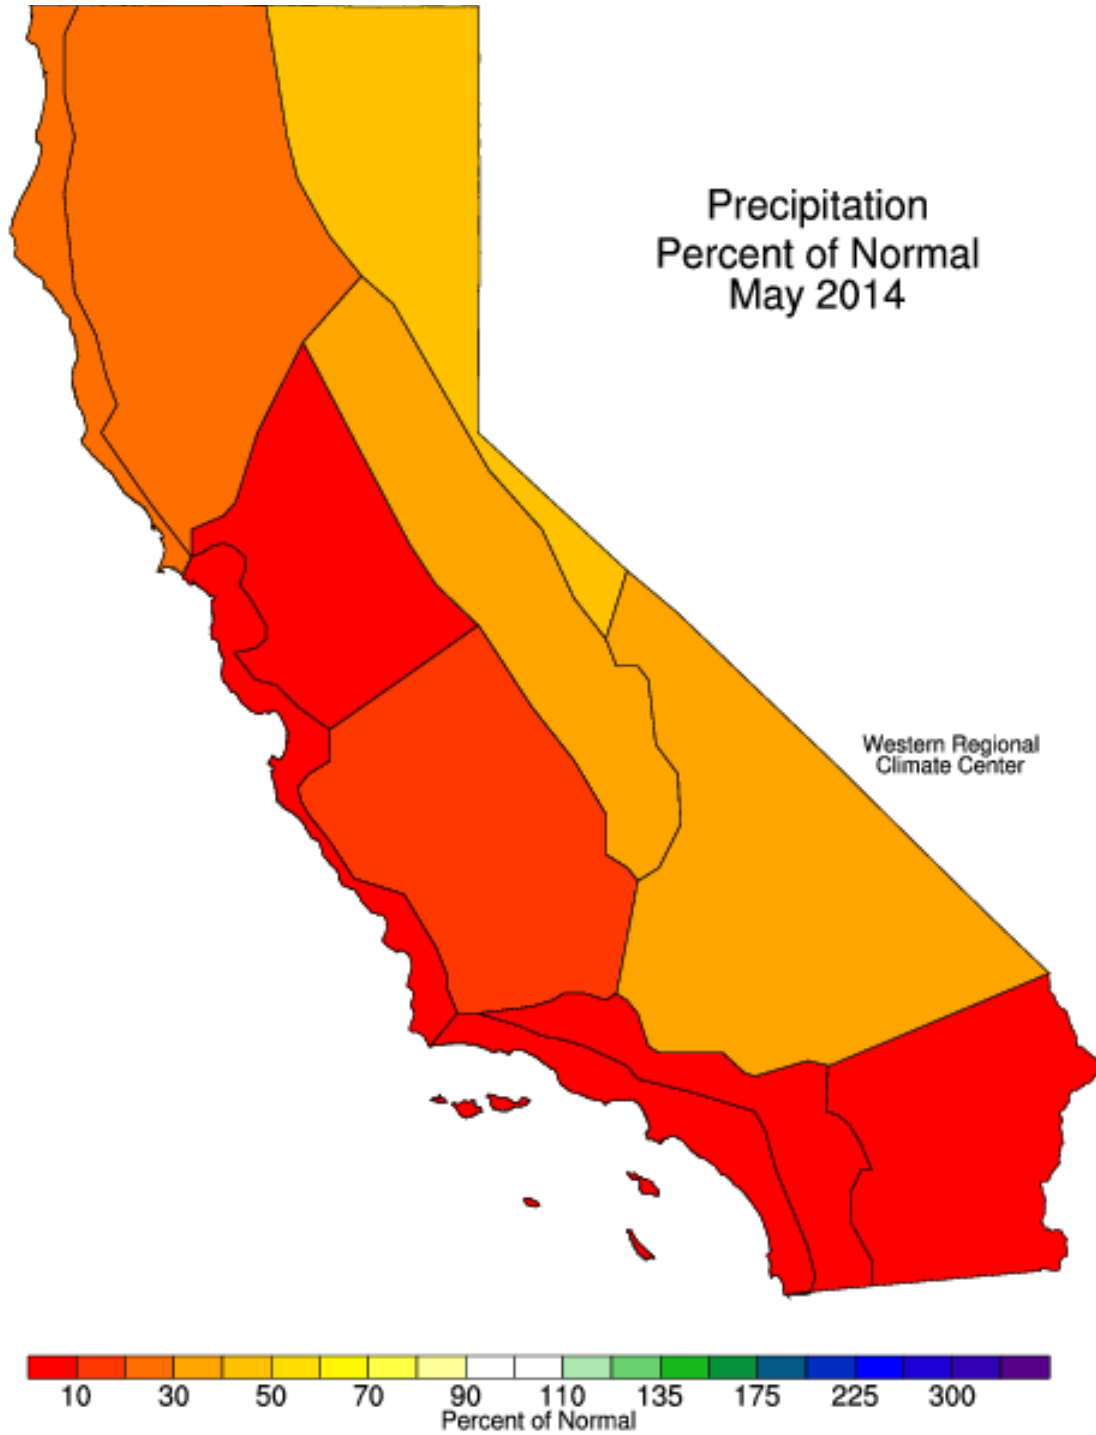 Precipitation
Percent of Normal
May 2014
Western Regional
Climate Center
10 30 50 70 90 110 135 175 225 300
Percent of Normal